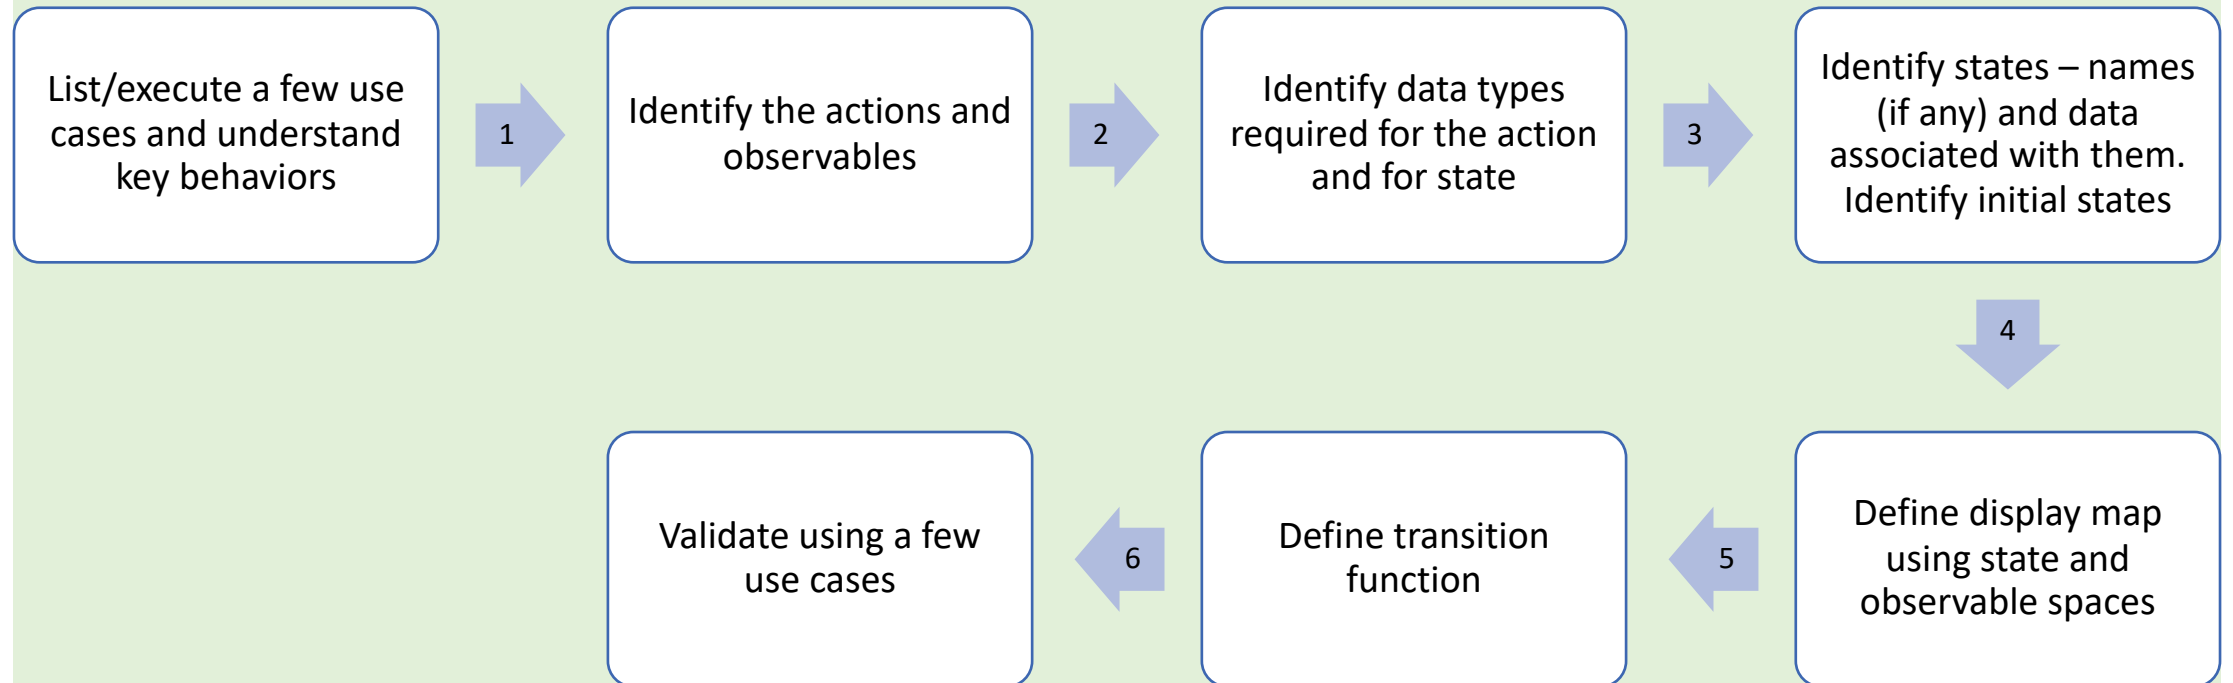 List/execute a few use
cases and understand
key behaviors
1
Identify the actions and
observables
2
Identify data types
required for the action
and for state
3
Identify states – names
(if any) and data
associated with them.
Identify initial states
4
Define display map
using state and
observable spaces
5
Define transition
function
6
Validate using a few
use cases